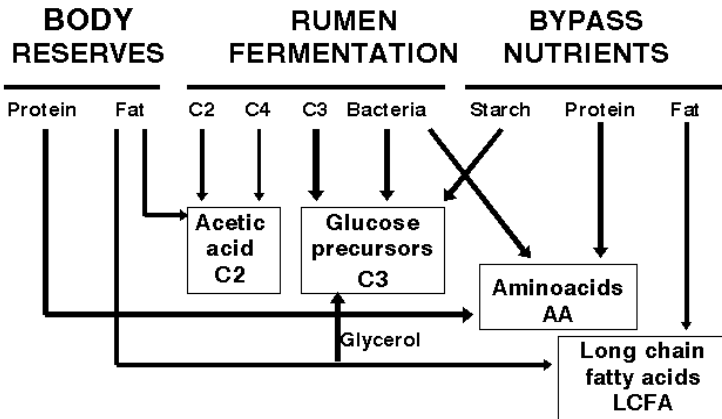 BODY
RESERVES
RUMEN
FERMENTATION
BYPASS
NUTRIENTS
Protein Fat C2 C4 C3 Bacteria Starch Protein Fat
Acetic
acid
C2
Glucose
precursors
C3
Aminoacids
AA
Glycerol
Long chain
fatty acids
LCFA